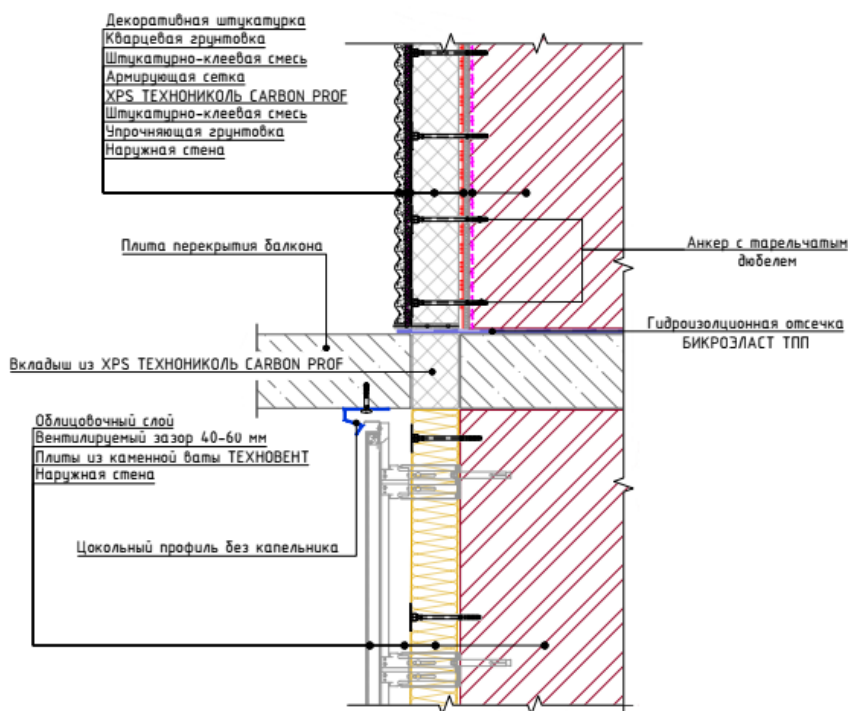 Декоративная штукатурка
Кварцевая грунтовка
Штукатурно-клеевая смесь
Армирующая сетка
XPS ТЕХНОНИКОЛЬ CARBON PROF
Штукатурно-клеевая смесь
Упрочняющая грунтовка
Наружная стена
Плита перекрытия балкона
Анкер с тарельчатым
дюбелем
Гидроизолционная отсечка
БИКРОЭЛАСТ ТПП
Вкладыш из XPS ТЕХНОНИКОЛЬ CARBON PROF
Облицовочный слой
Вентилируемый зазор 40-60 мм
Плиты из каменной ваты ТЕХНОВЕНТ
Наружная стена
Цокольный профиль без капельника